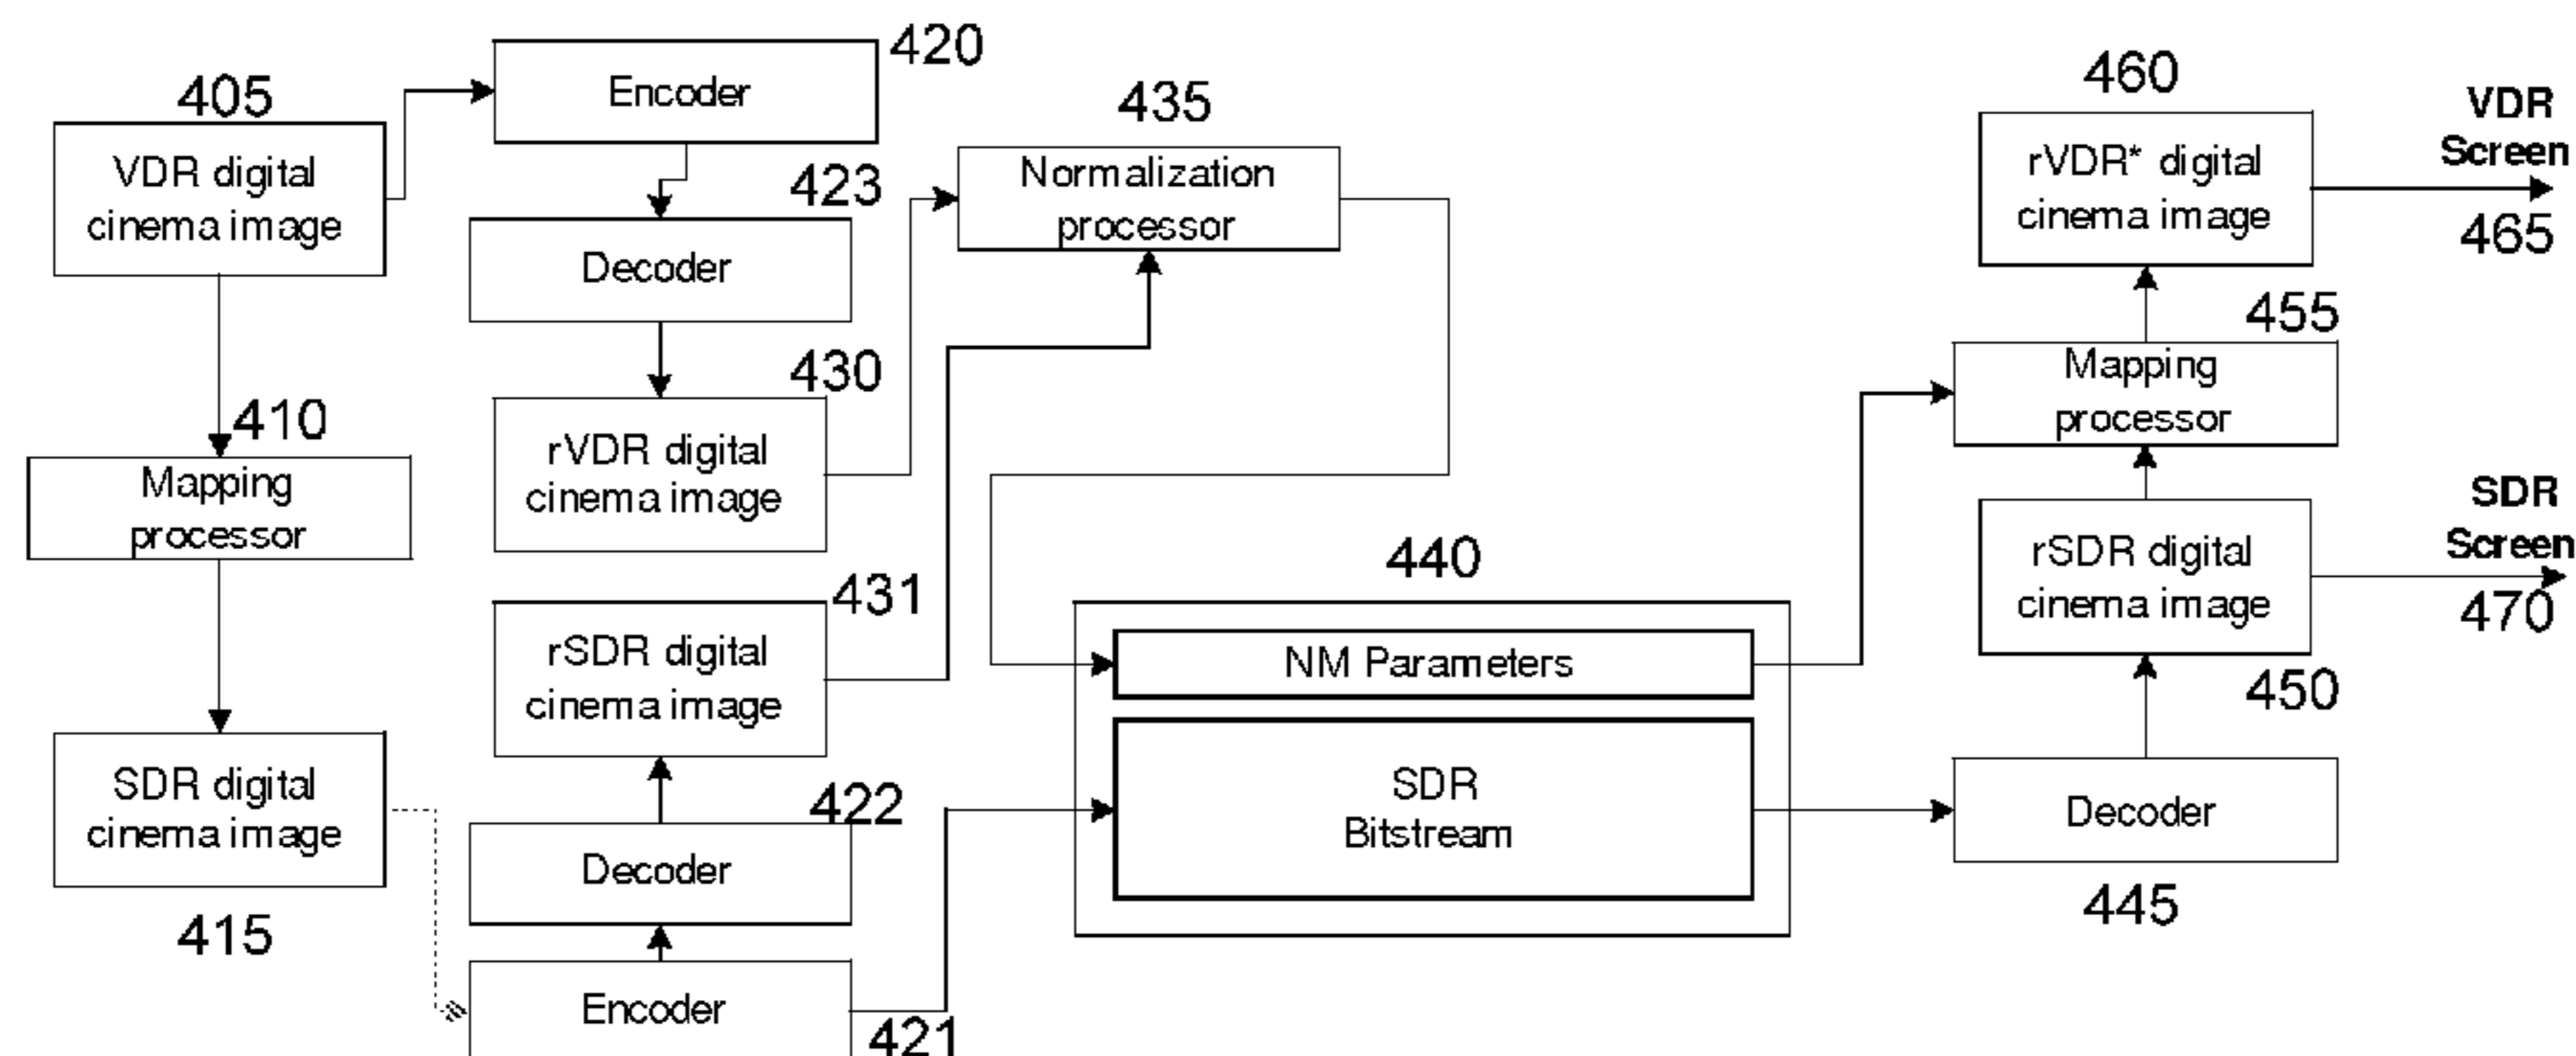 405
VDR digital
cinema image
410
Mapping
processor
SDR digital
cinema image
415
420
Encoder
423
Decoder
430
rVDR digital
cinema image
431
rSDR digital
cinema image
422
Decoder
Encoder
421
435
Normalization
processor
440
NM Parameters
SDR
Bitstream
460
rVDR* digital
cinema image
VDR
Screen
465
455
Mapping
processor
rSDR digital
cinema image
SDR
Screen
470
450
Decoder
445